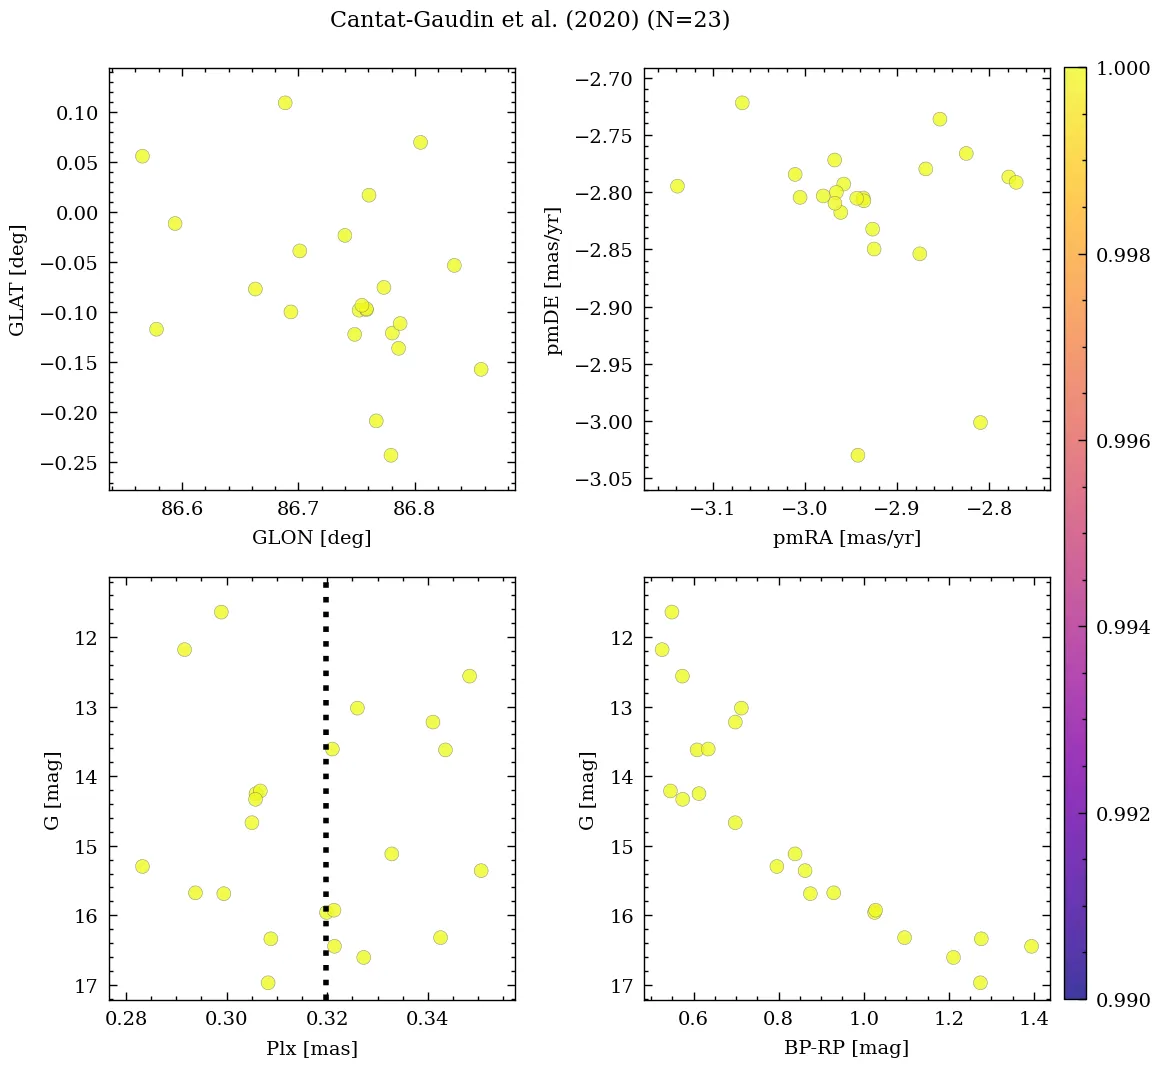 Cantat-Gaudin et al. (2020) (N=23)
0.10
0.05
0.00
−0.05
−0.10
−0.15
−0.20
−0.25
GLAT [deg]
86.6 86.7 86.8
GLON [deg]
−2.70
−2.75
−2.80
−2.85
−2.90
−2.95
−3.00
−3.05
pmDE [mas/yr]
−3.1 −3.0 −2.9 −2.8
pmRA [mas/yr]
12
13
14
15
16
17
G [mag]
0.28 0.30 0.32 0.34
Plx [mas]
12
13
14
15
16
17
G [mag]
0.6 0.8 1.0 1.2 1.4
BP-RP [mag]
1.000
0.998
0.996
0.994
0.992
0.990